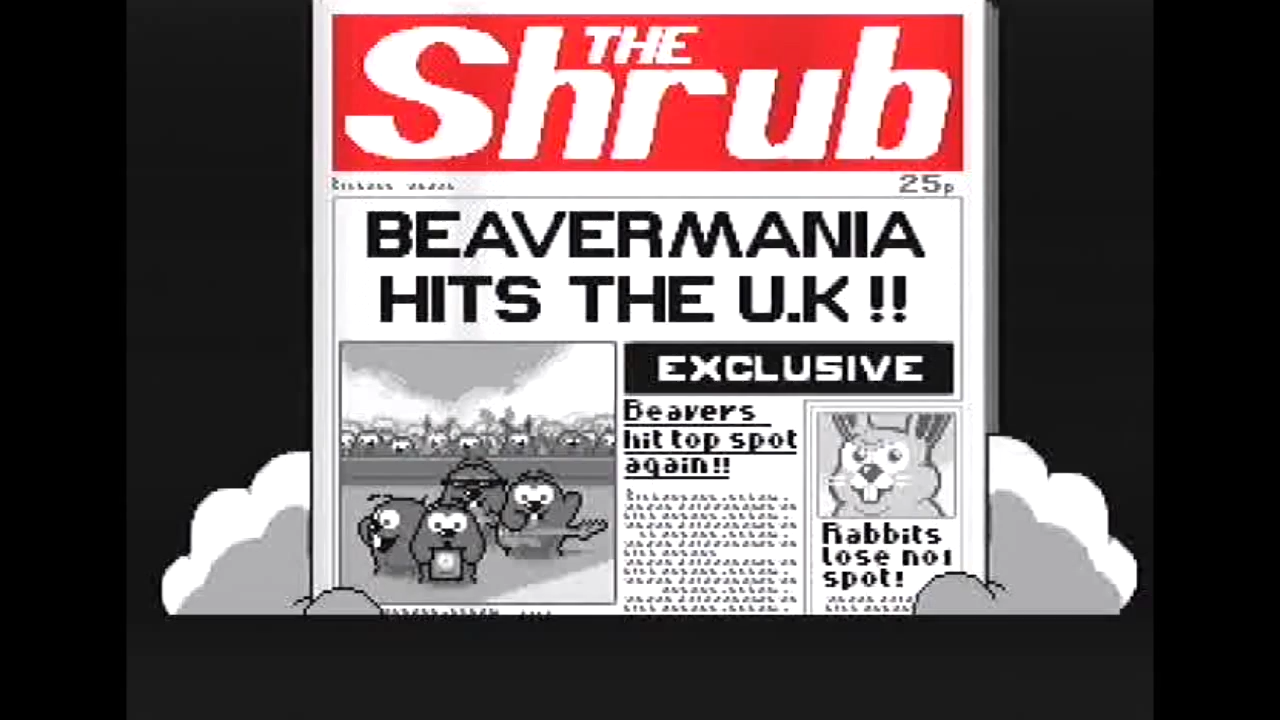 THE
Shrub
25p
BEAVERMANIA
HITS THE U.K !!
EXCLUSIVE
Beavers
hit top spot
again!!
Rabbits
lose no1
spot!